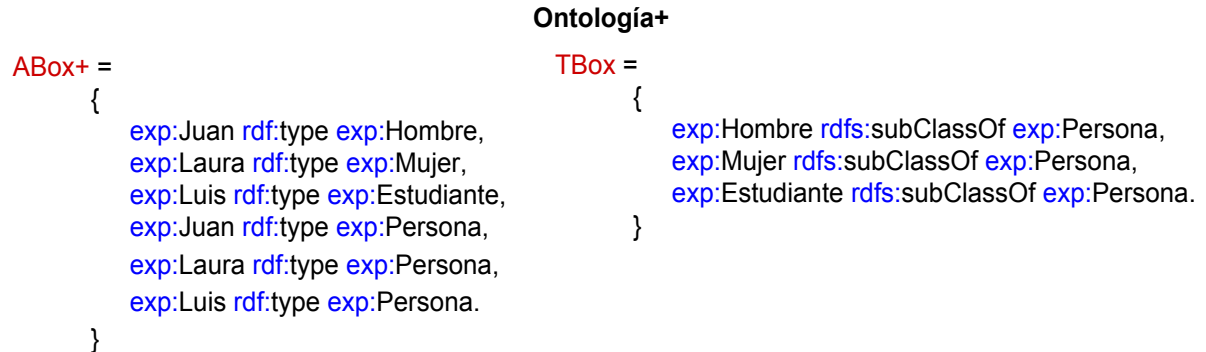 Ontología+
ABox+ =
{
exp:Juan rdf:type exp:Hombre,
exp:Laura rdf:type exp:Mujer,
exp:Luis rdf:type exp:Estudiante,
exp:Juan rdf:type exp:Persona,
exp:Laura rdf:type exp:Persona,
exp:Luis rdf:type exp:Persona.
}
TBox =
{
exp:Hombre rdfs:subClassOf exp:Persona,
exp:Mujer rdfs:subClassOf exp:Persona,
exp:Estudiante rdfs:subClassOf exp:Persona.
}